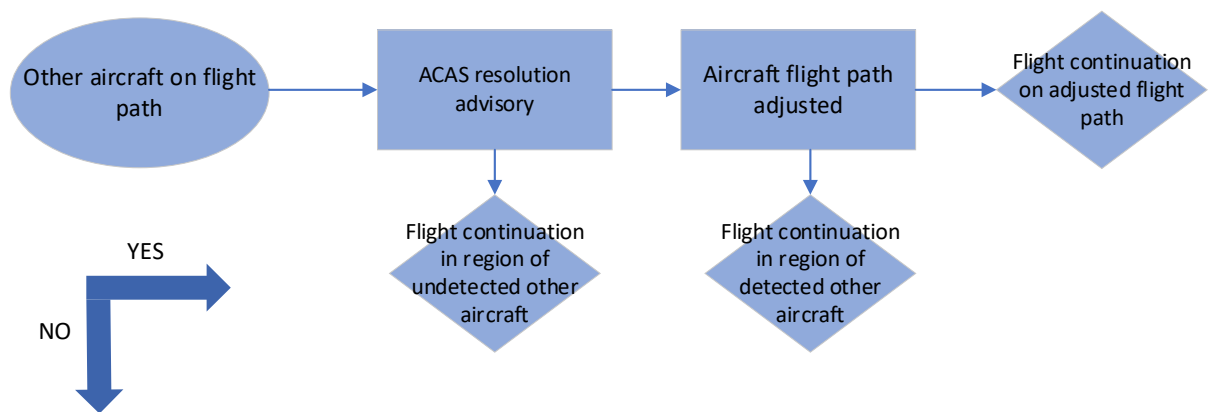 Other aircraft on flight
path
ACAS resolution
advisory
Aircraft flight path
adjusted
Flight continuation
on adjusted flight
path
Flight continuation
in region of
undetected other
aircraft
Flight continuation
in region of
detected other
aircraft
YES
NO